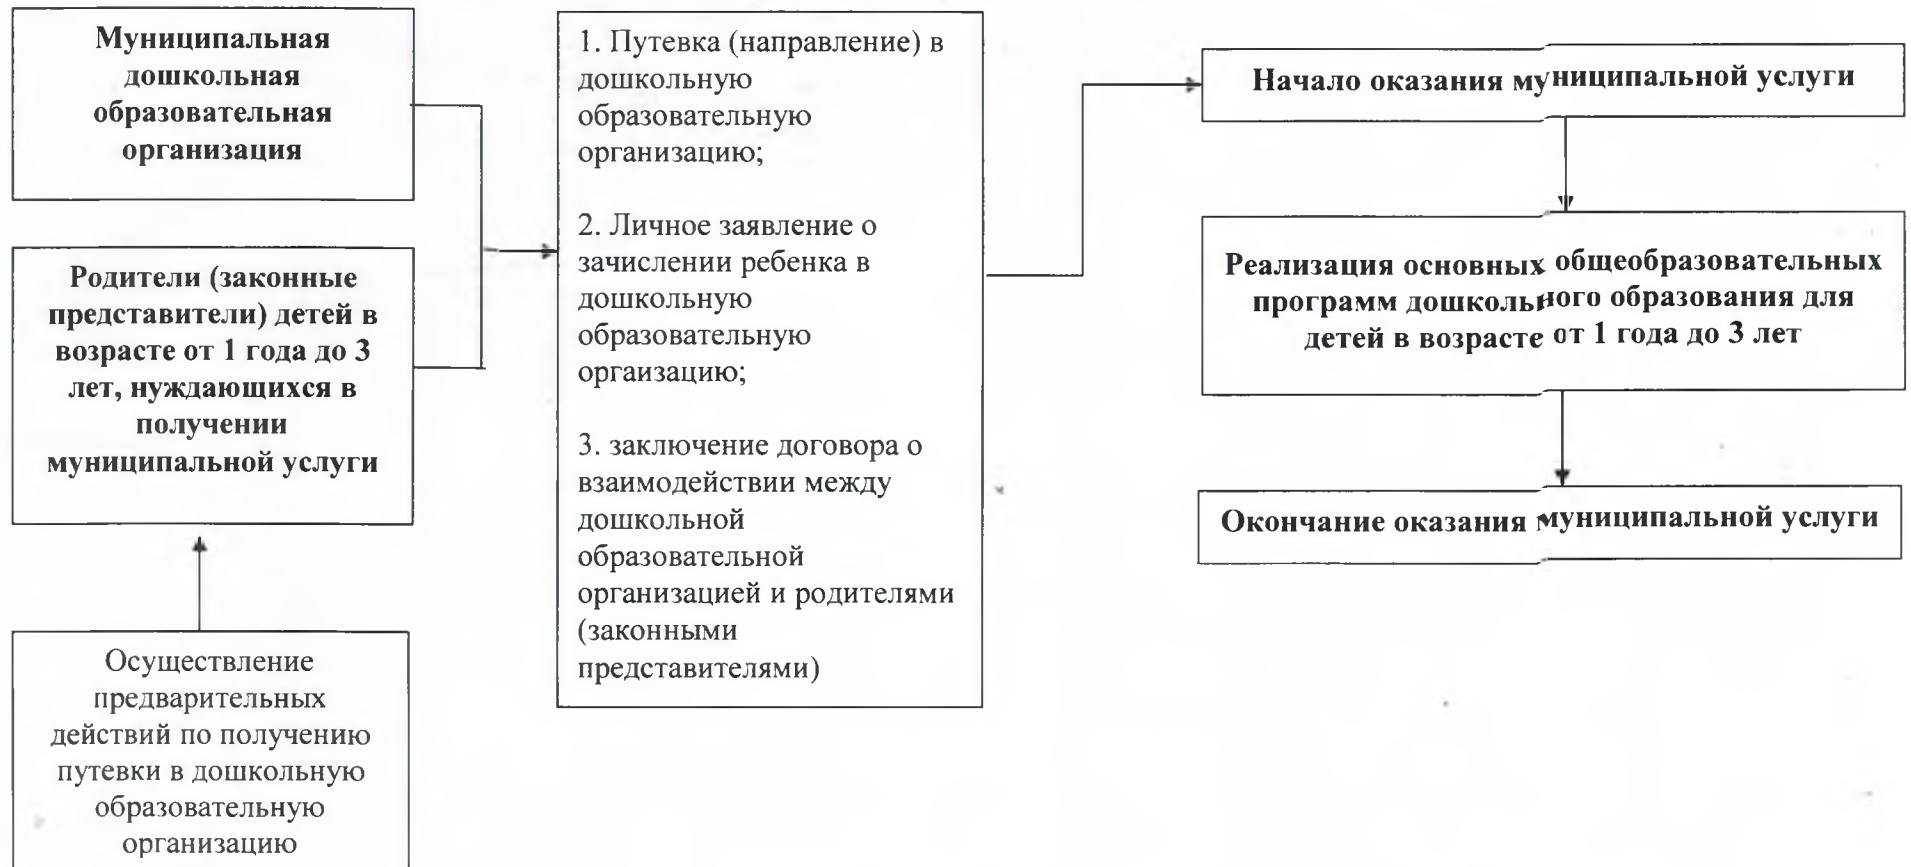 Муниципальная
дошкольная
образовательная
организация
Родители (законные
представители) детей в
возрасте от 1 года до 3
лет, нуждающихся в
получении
муниципальной услуги
Осуществление
предварительных
действий по получению
путевки в дошкольную
образовательную
организацию
1. Путевка (направление) в
дошкольную
образовательную
организацию;
2. Личное заявление о
зачислении ребенка в
дошкольную
образовательную
оргаизацию;
3. заключение договора о
взаимодействии между
дошкольной
образовательной
организацией и родителями
(законными
представителями)
Начало оказания муниципальной услуги
Реализация основных общеобразовательных
программ дошкольного образования для
детей в возрасте от 1 года до 3 лет
Окончание оказания муниципальной услуги